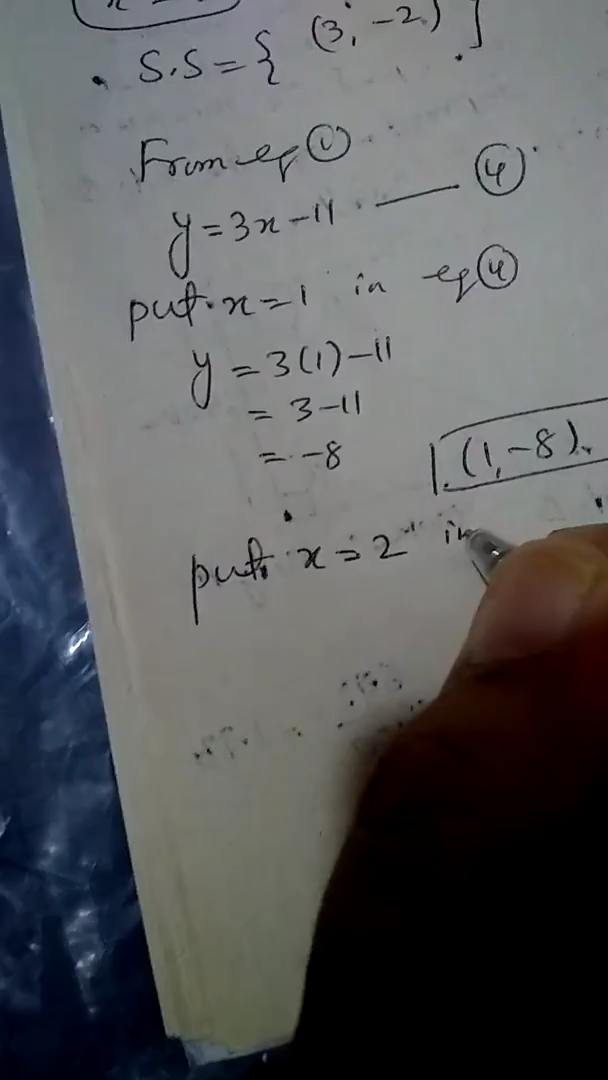 • S.S = { (3, -2) }
From eq ①
y = 3x - 11 —— ④
put x = 1 in eq ④
y = 3(1) - 11
= 3 - 11
= -8
(1, -8)
put x = 2 in